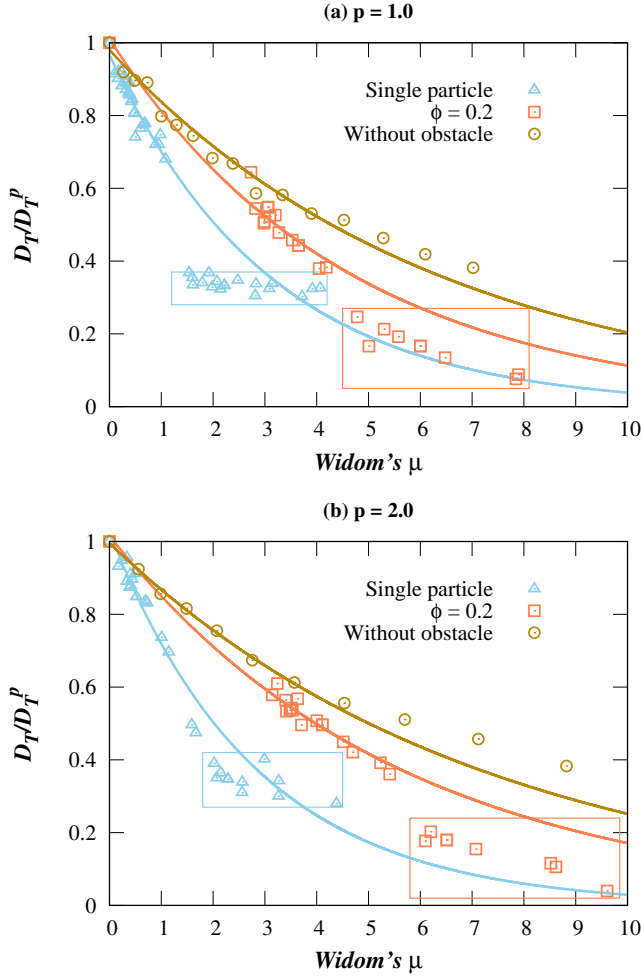 (a) p = 1.0
1
0.8
0.6
0.4
0.2
0
D_T/D_T^p
Single particle
ϕ = 0.2
Without obstacle
0 1 2 3 4 5 6 7 8 9 10
Widom's μ
(b) p = 2.0
1
0.8
0.6
0.4
0.2
0
D_T/D_T^p
Single particle
ϕ = 0.2
Without obstacle
0 1 2 3 4 5 6 7 8 9 10
Widom's μ